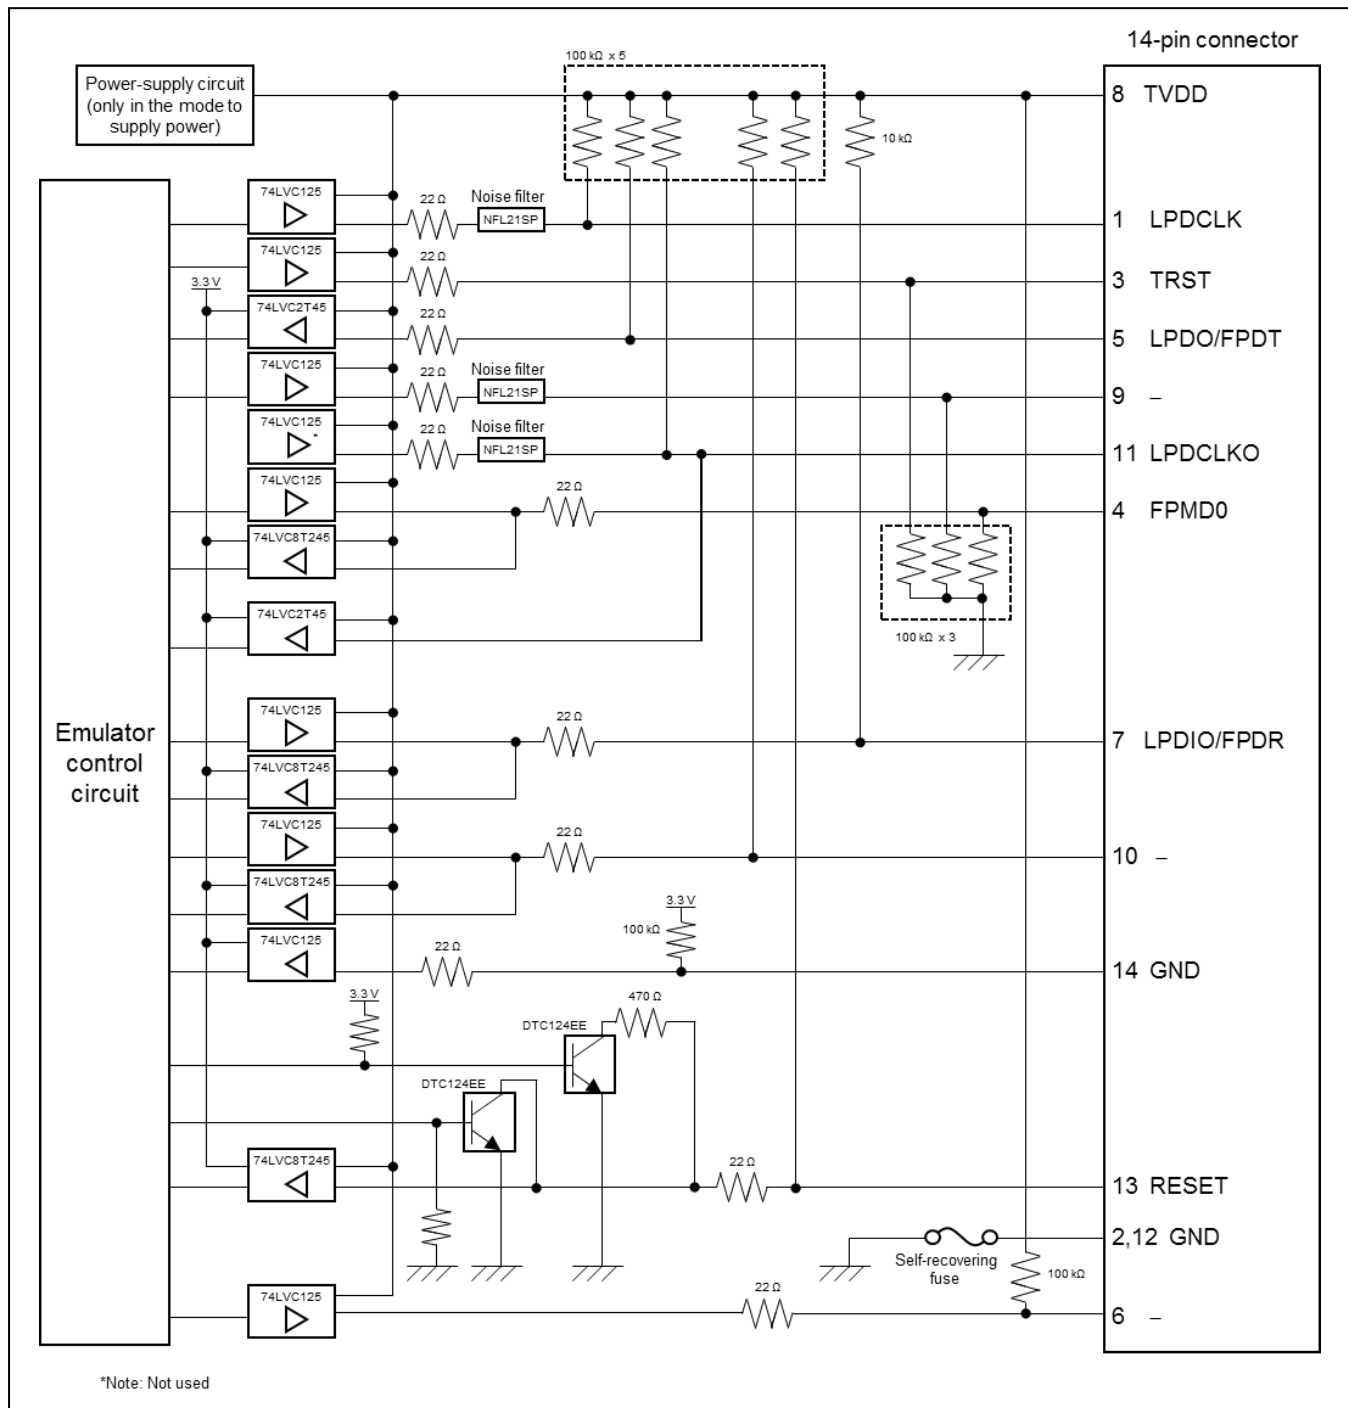 14-pin connector
100 kΩ x 5
Power-supply circuit
(only in the mode to
supply power)
8 TVDD
10 kΩ
74LVC125
22 Ω
Noise filter
NFL21SP
1 LPDCLK
74LVC125
22 Ω
3 TRST
3.3 V
74LVC2T45
22 Ω
5 LPDO/FPDT
74LVC125
22 Ω
Noise filter
NFL21SP
9 –
74LVC125
*
22 Ω
Noise filter
NFL21SP
11 LPDCLKO
74LVC125
22 Ω
4 FPMD0
74LVC8T245
74LVC2T45
100 kΩ x 3
Emulator
control
circuit
74LVC125
22 Ω
7 LPDIO/FPDR
74LVC8T245
74LVC125
22 Ω
10 –
74LVC8T245
3.3 V
100 kΩ
74LVC125
22 Ω
14 GND
3.3 V
470 Ω
DTC124EE
DTC124EE
74LVC8T245
22 Ω
13 RESET
2,12 GND
Self-recovering
fuse
100 kΩ
74LVC125
22 Ω
6 –
*Note: Not used